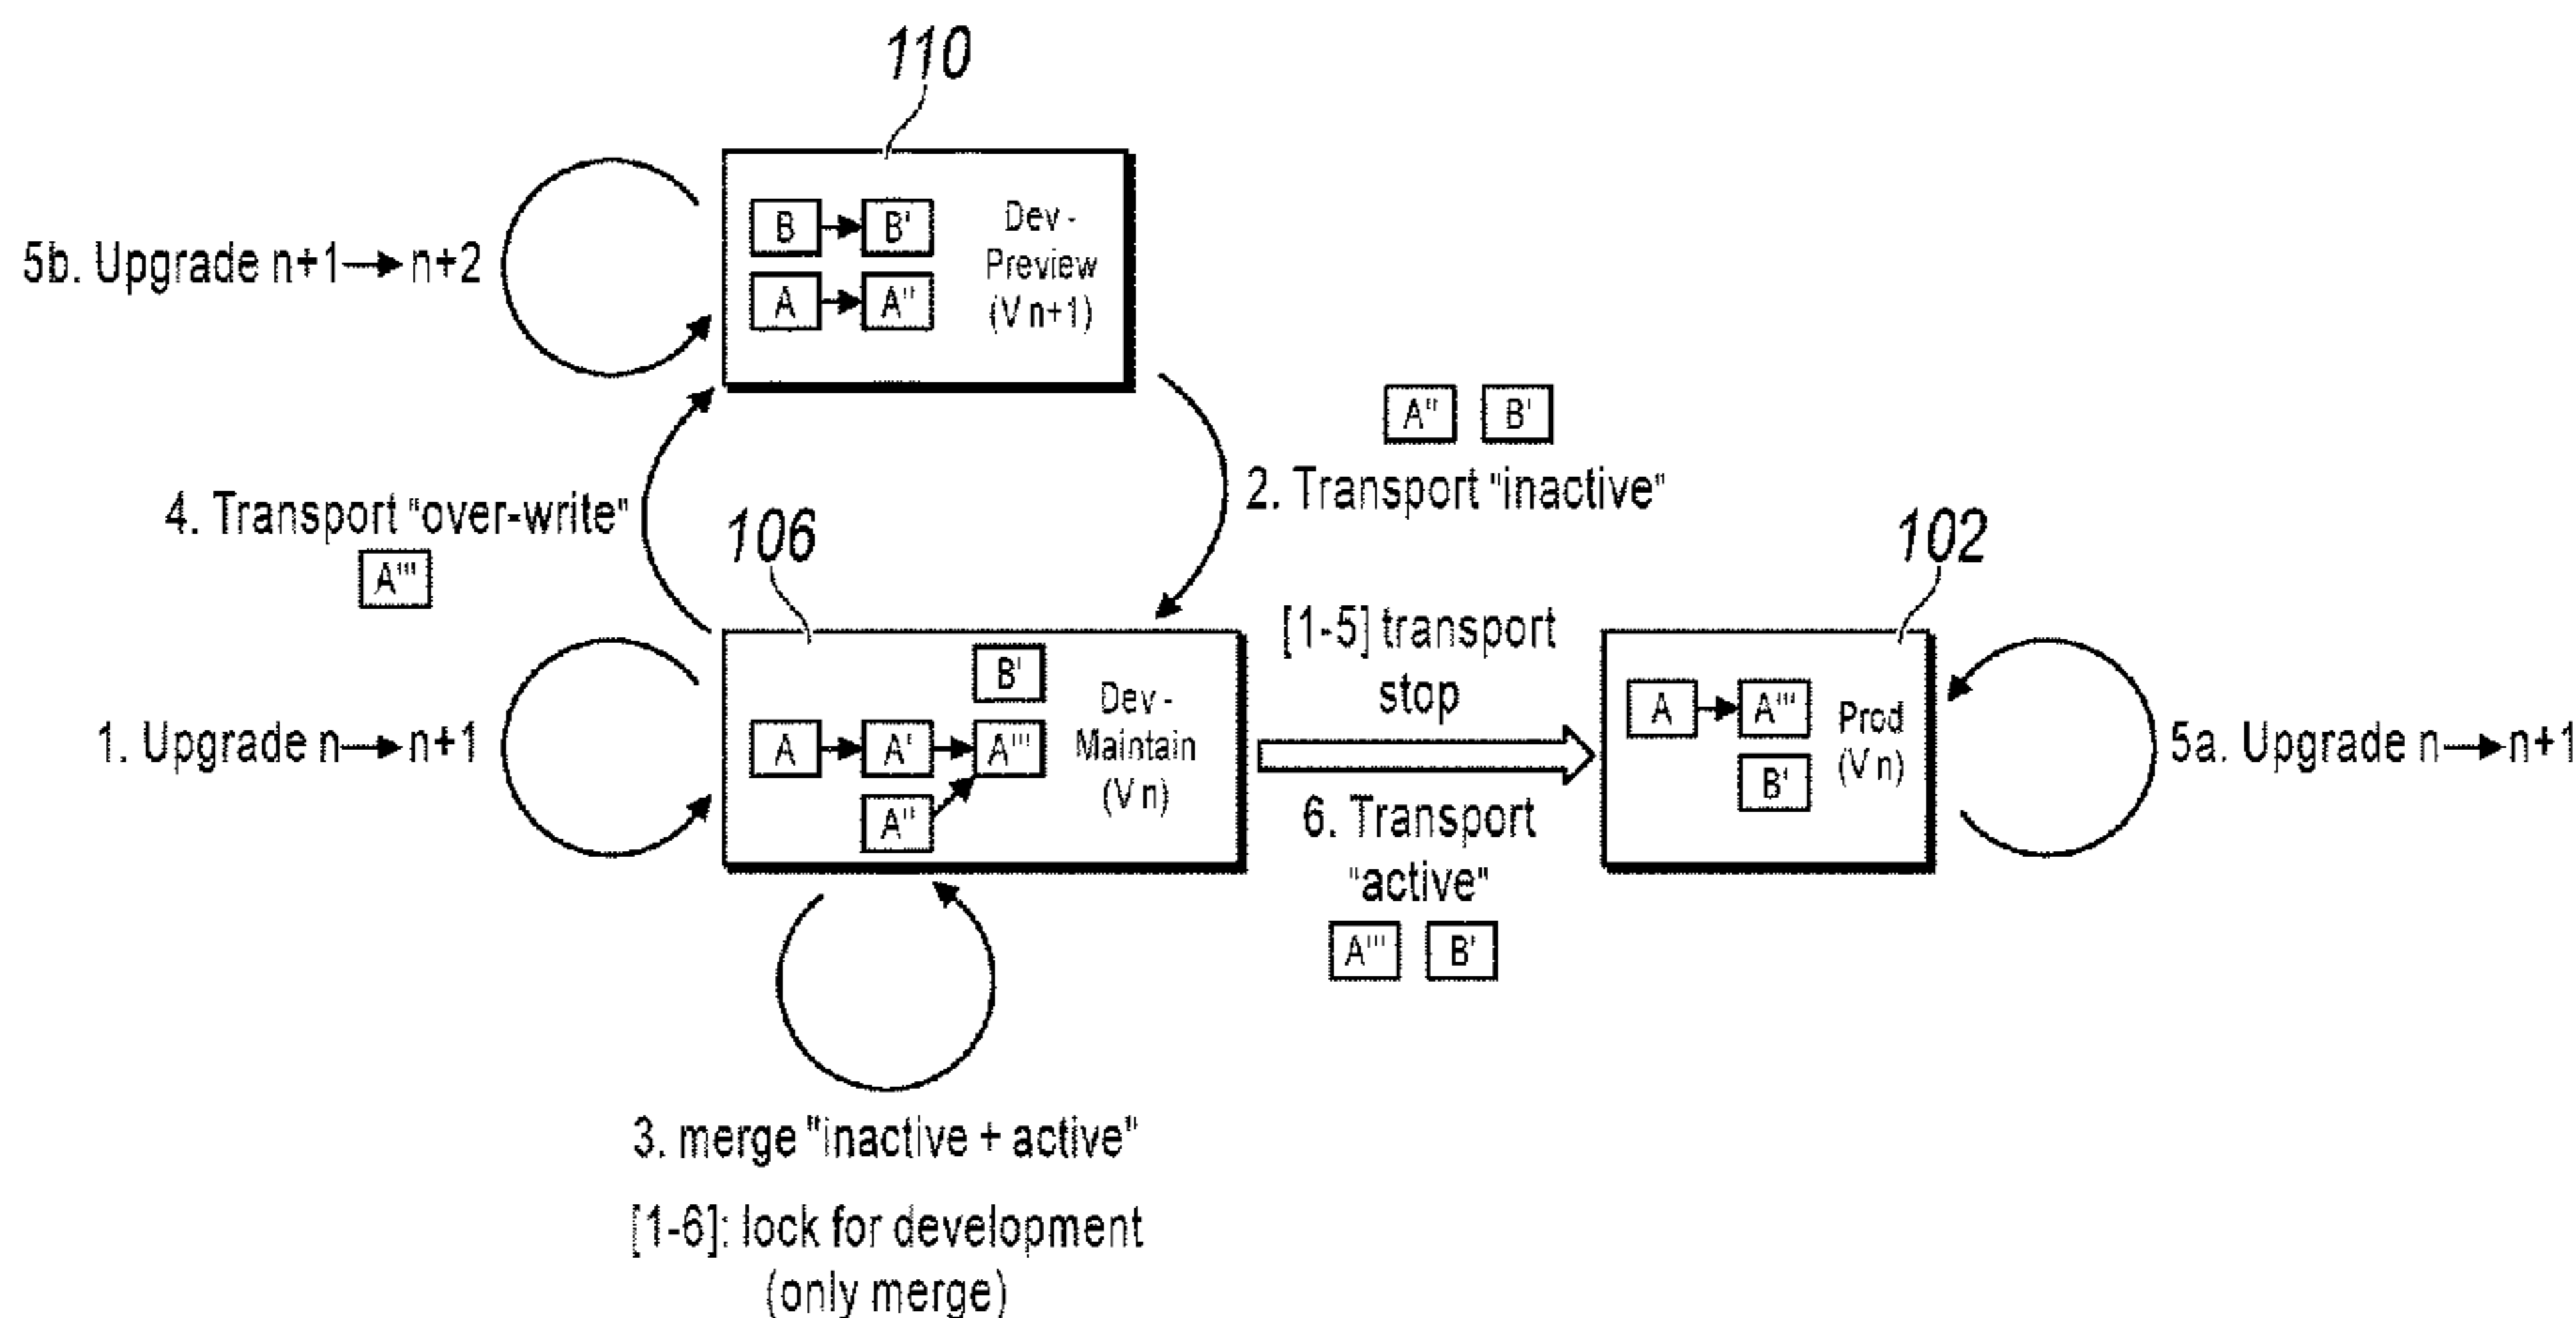 110
B B'
A A"
Dev -
Preview
(V n+1)
5b. Upgrade n+1→n+2
A" B'
2. Transport "inactive"
4. Transport "over-write"
A'''
106
B'
A A' A'''
A"
Dev -
Maintain
(V n)
1. Upgrade n→n+1
[1-5] transport
stop
6. Transport
"active"
A''' B'
102
A A'''
B'
Prod
(V n)
5a. Upgrade n→n+1
3. merge "inactive + active"
[1-6]: lock for development
(only merge)